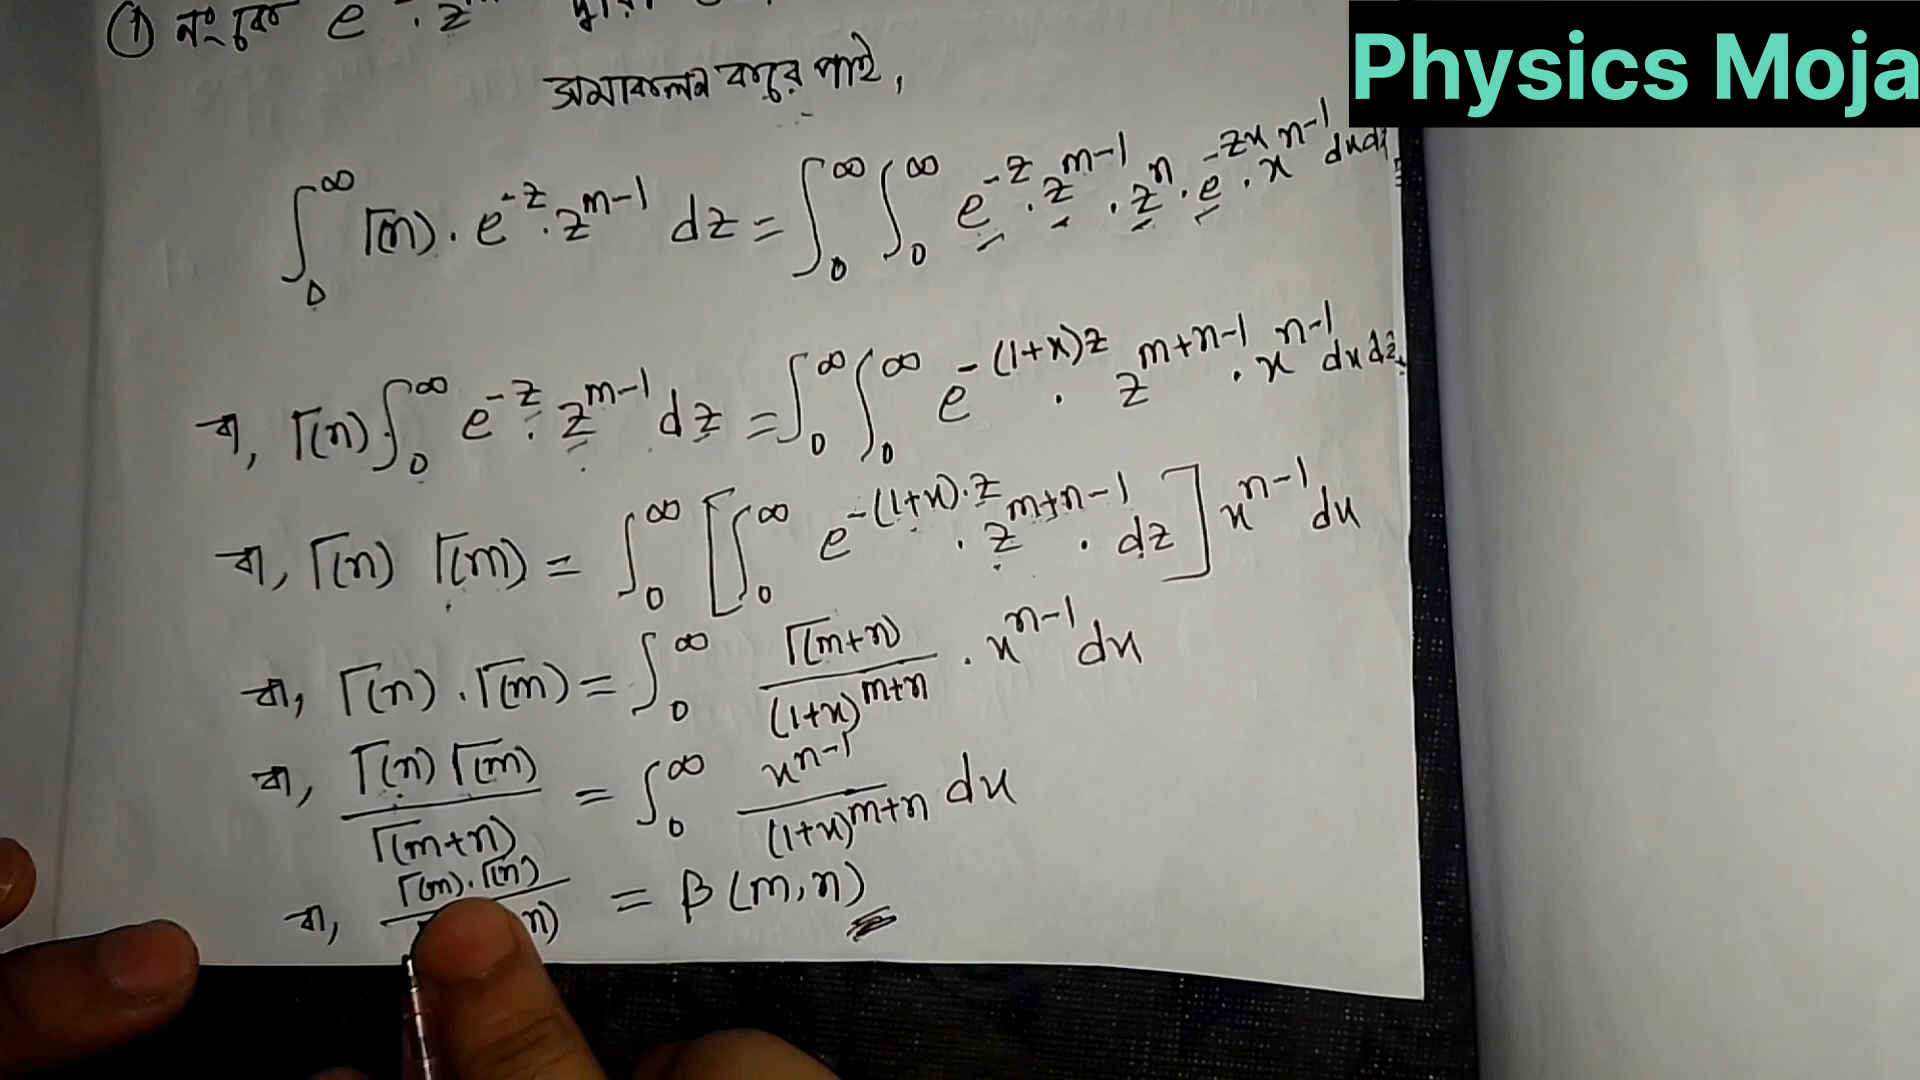 Physics Moja
① নং কে e . z
সমাকলন করে পাই,
∫₀^∞ Γ(n). e^{-z}. z^{m-1} dz = ∫₀^∞ ∫₀^∞ e^{-z}. z^{m-1} . z^n . e^{-zx} . x^{n-1} dx dz
বা, Γ(n) ∫₀^∞ e^{-z}. z^{m-1} dz = ∫₀^∞ ∫₀^∞ e^{-(1+x)z} . z^{m+n-1} . x^{n-1} dx dz
বা, Γ(n) Γ(m) = ∫₀^∞ [∫₀^∞ e^{-(1+x).z} . z^{m+n-1} . dz] x^{n-1} dx
বা, Γ(n) . Γ(m) = ∫₀^∞ Γ(m+n)/(1+x)^{m+n} . x^{n-1} dx
বা, Γ(n) Γ(m)/Γ(m+n) = ∫₀^∞ x^{n-1}/(1+x)^{m+n} dx
বা, Γ(m). Γ(n)/ n) = β(m,n)